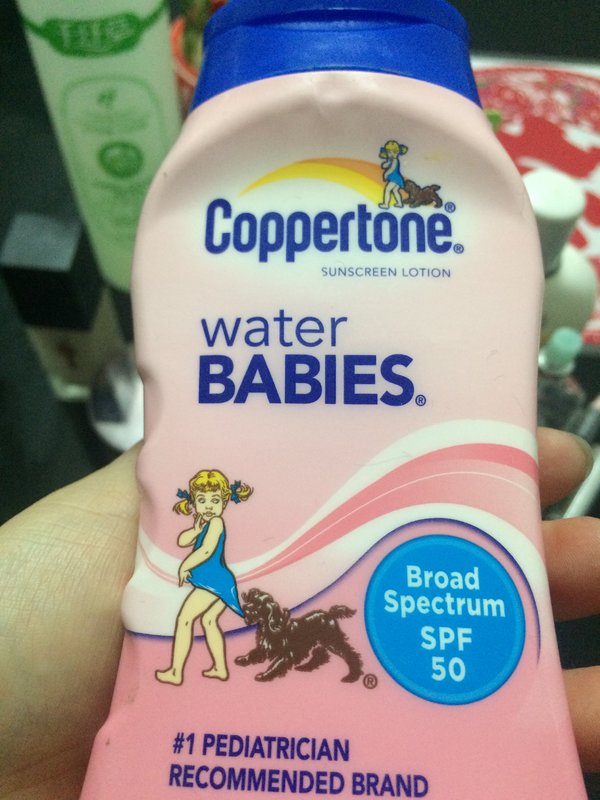 Coppertone®
SUNSCREEN LOTION
water
BABIES®
Broad
Spectrum
SPF
50
#1 PEDIATRICIAN
RECOMMENDED BRAND